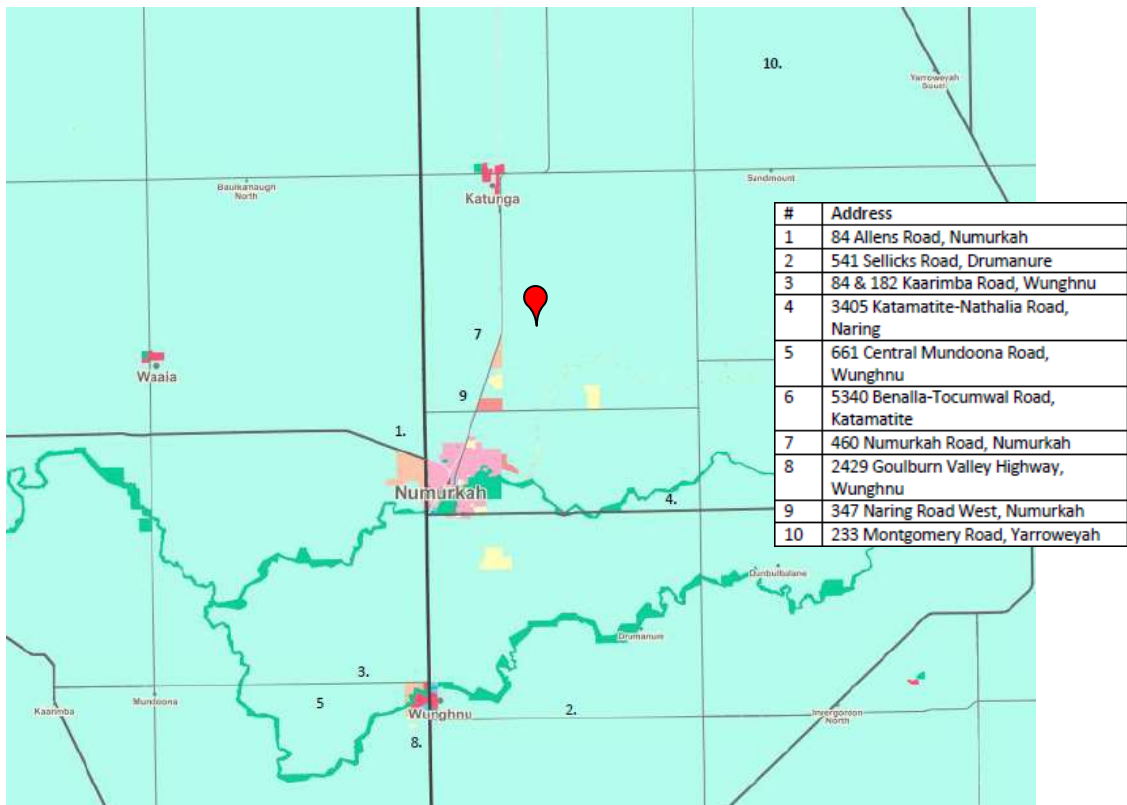 10.
Yarroweyah
South
Baulkamaugh
North
Katunga
Sandmount
# Address
1 84 Allens Road, Numurkah
2 541 Sellicks Road, Drumanure
3 84 & 182 Kaarimba Road, Wunghnu
4 3405 Katamatite-Nathalia Road,
Naring
5 661 Central Mundoona Road,
Wunghnu
6 5340 Benalla-Tocumwal Road,
Katamatite
7 460 Numurkah Road, Numurkah
8 2429 Goulburn Valley Highway,
Wunghnu
9 347 Naring Road West, Numurkah
10 233 Montgomery Road, Yarroweyah
7
Waaia
9
1.
Numurkah
4.
Dunbulbalane
Drumanure
3.
Kaarimba
Mundoona
5
Wunghnu
2.
Invergordon
North
8.